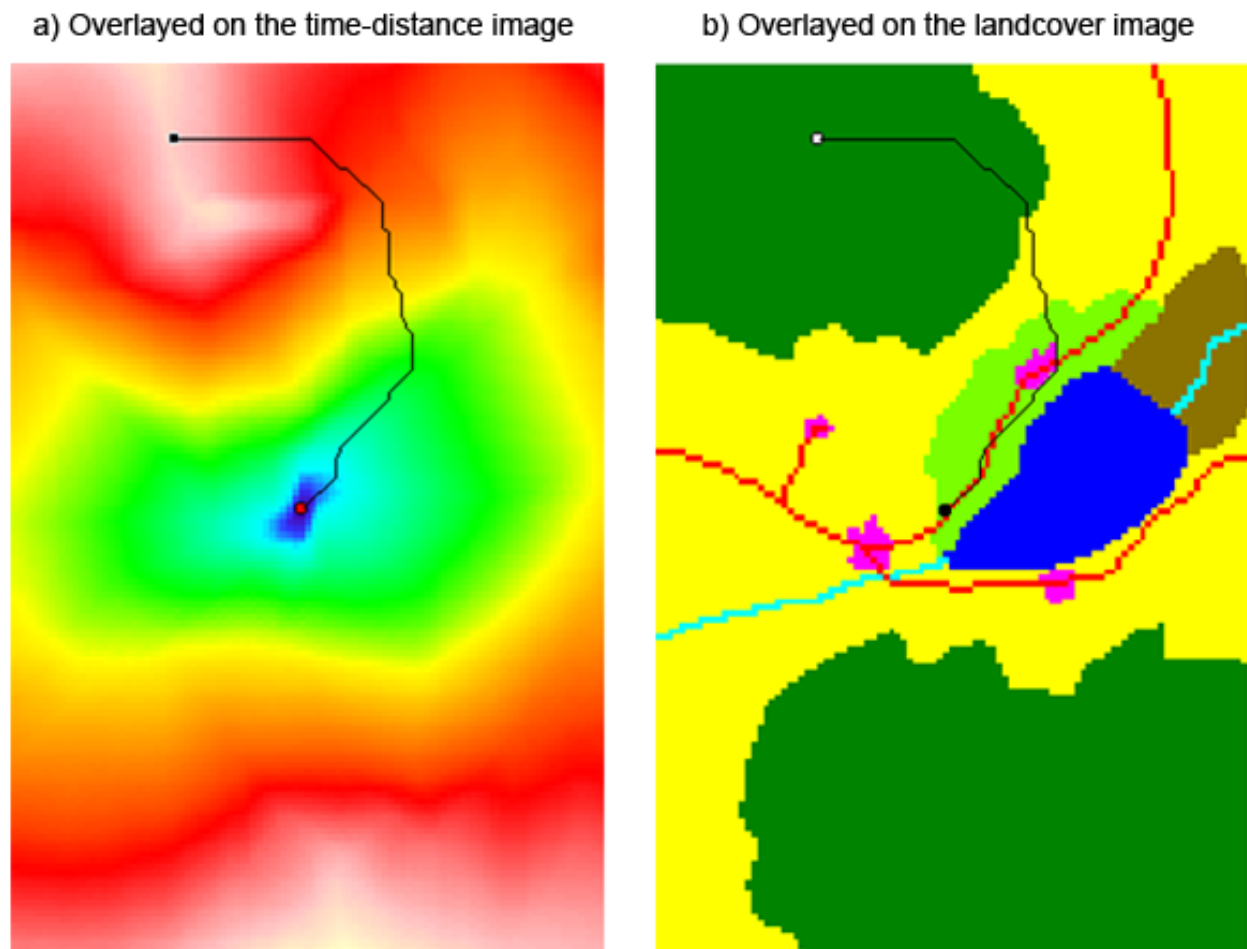 a) Overlayed on the time-distance image
b) Overlayed on the landcover image